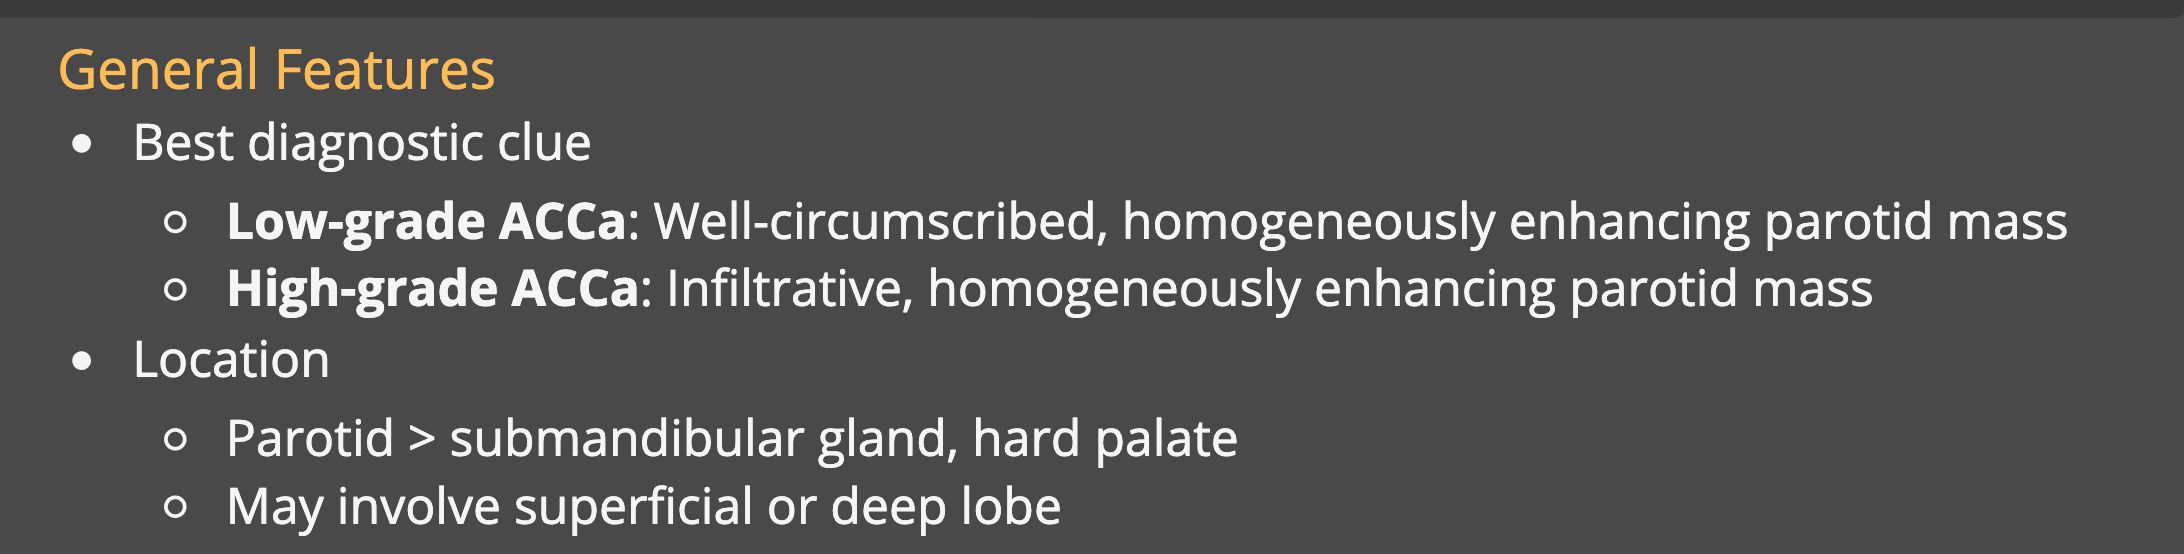 General Features
• Best diagnostic clue
○ Low-grade ACCa: Well-circumscribed, homogeneously enhancing parotid mass
○ High-grade ACCa: Infiltrative, homogeneously enhancing parotid mass
• Location
○ Parotid > submandibular gland, hard palate
○ May involve superficial or deep lobe